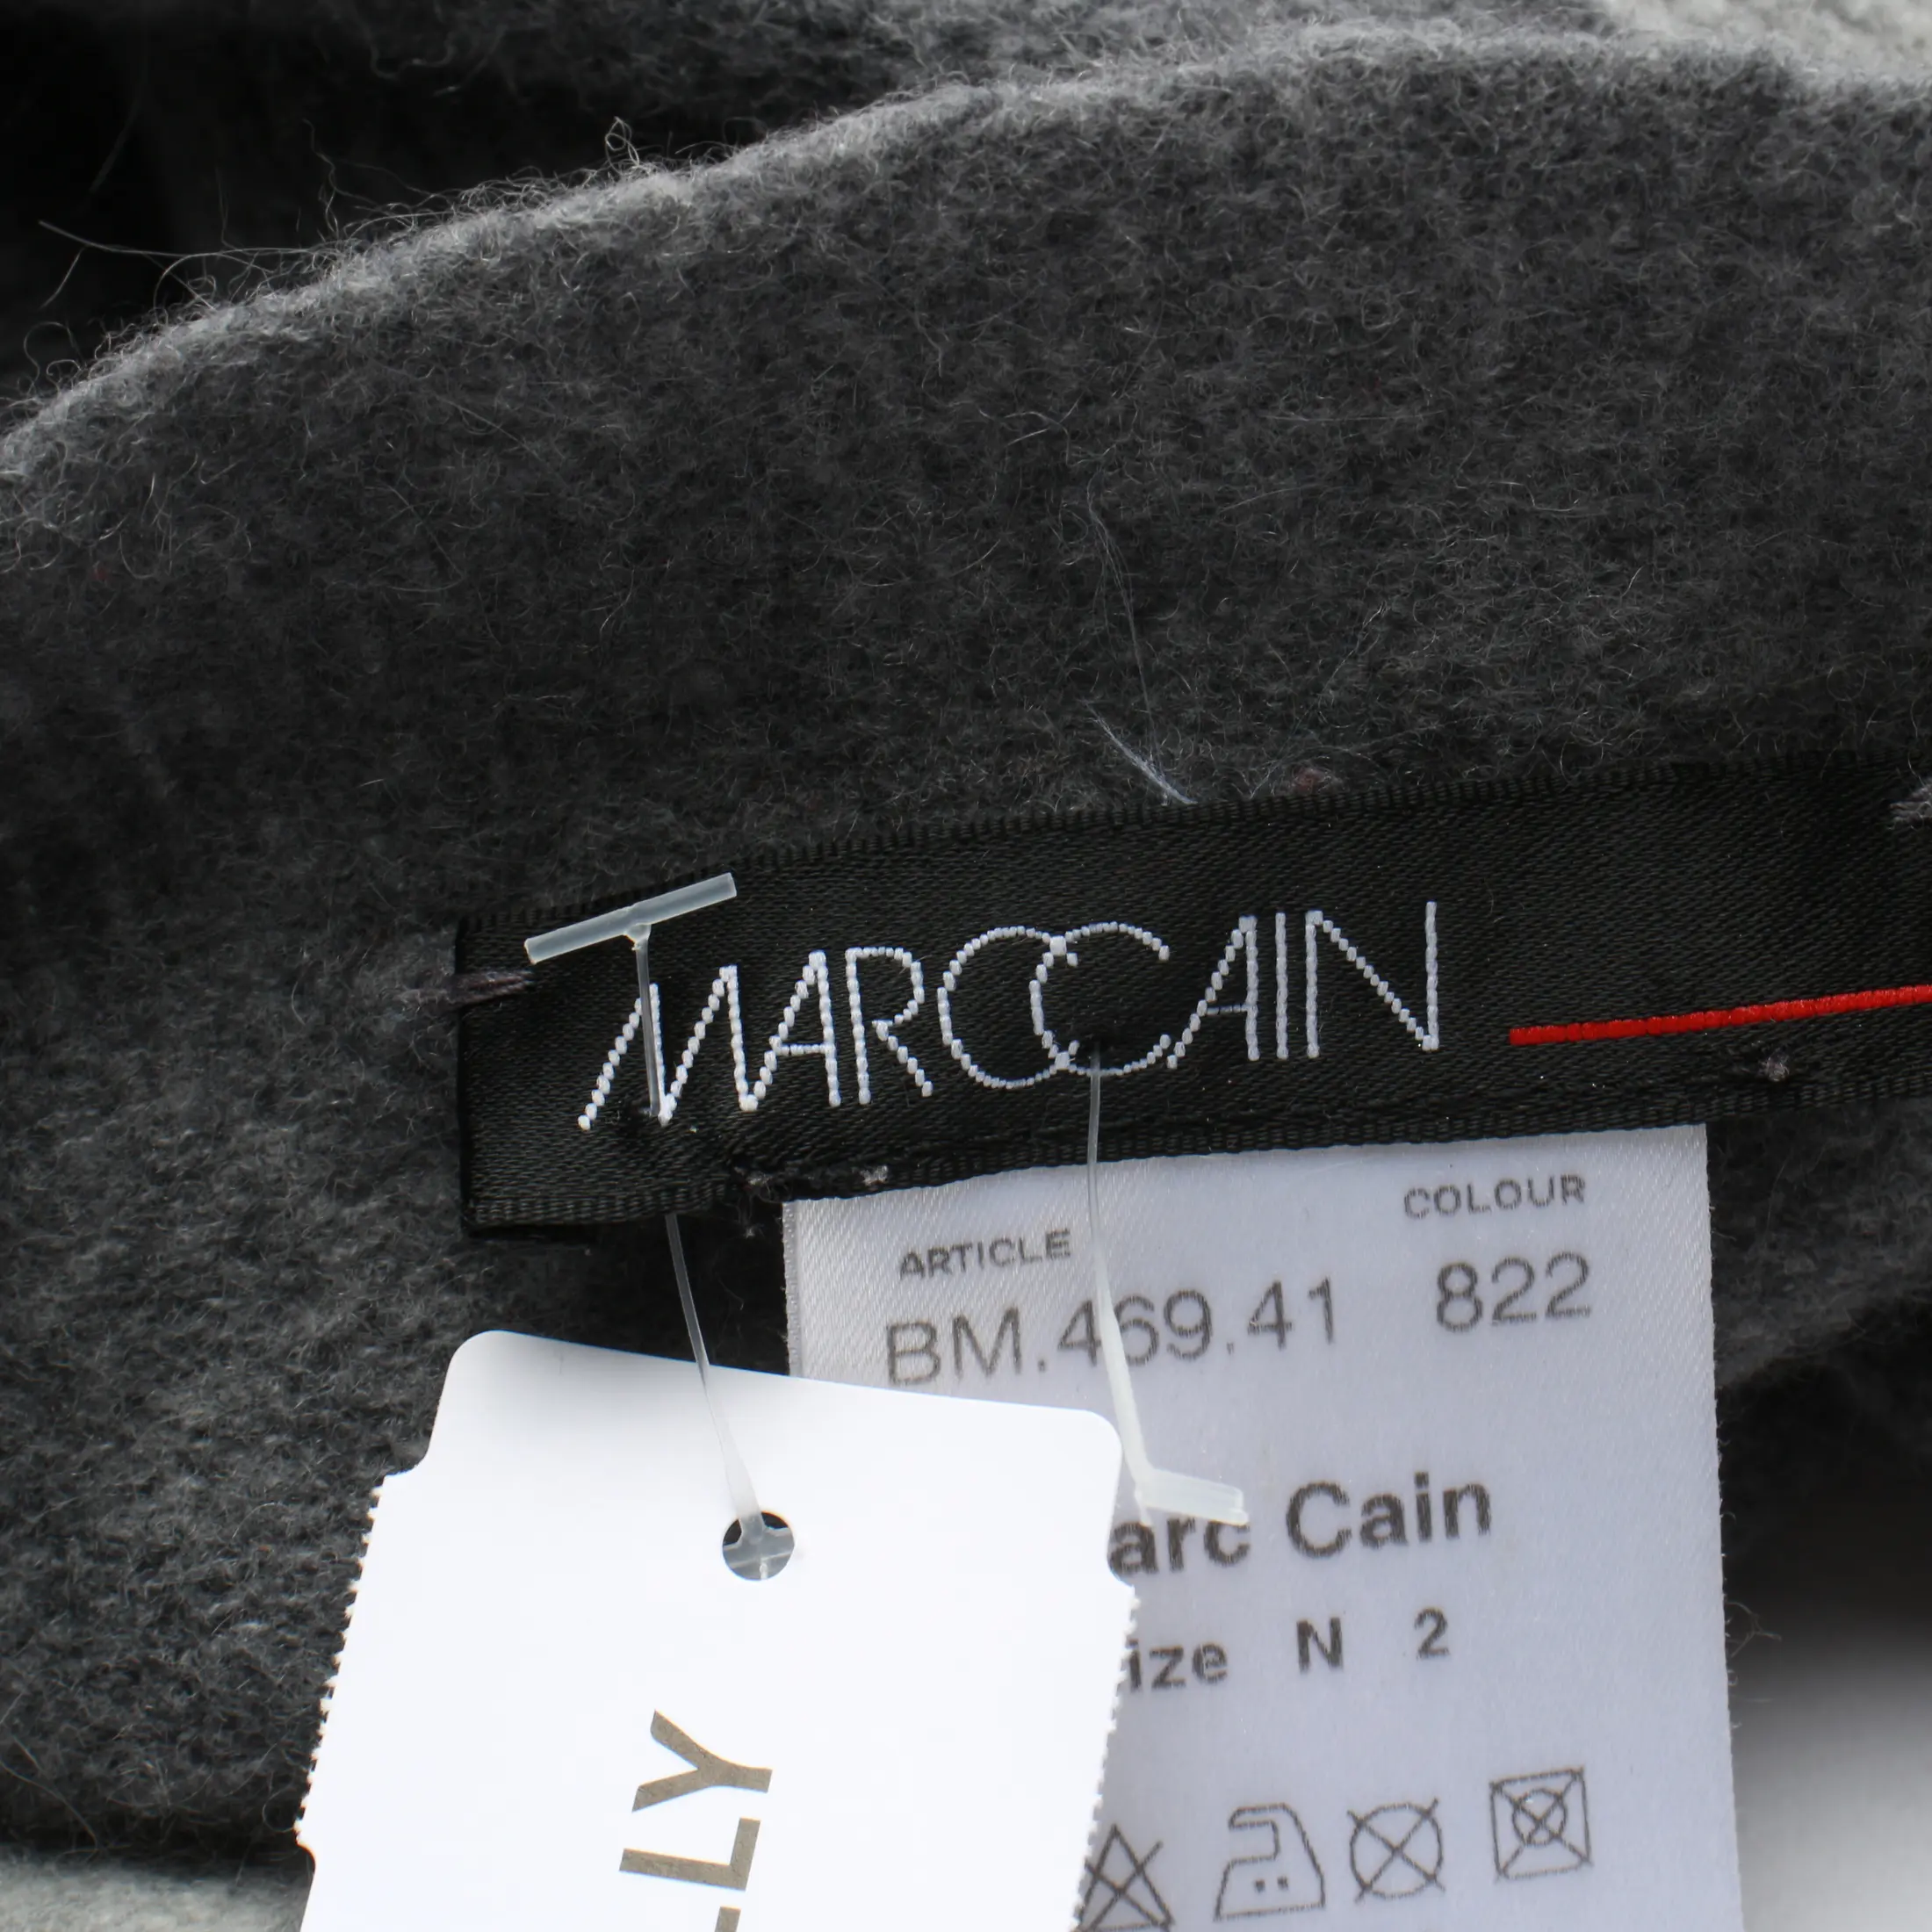 MARCCAIN
ARTICLE COLOUR
BM.469.41 822
arc Cain
ize N 2
LLY